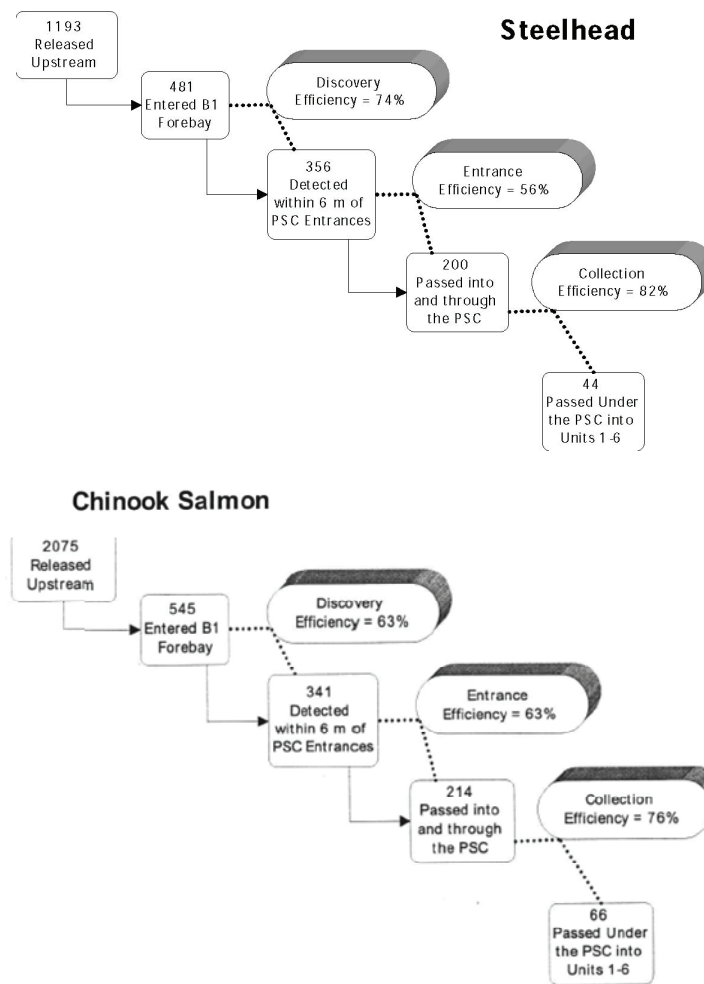 Steelhead
1193
Released
Upstream
481
Entered B1
Forebay
Discovery
Efficiency = 74%
356
Detected
within 6 m of
PSC Entrances
Entrance
Efficiency = 56%
200
Passed into
and through
the PSC
Collection
Efficiency = 82%
44
Passed Under
the PSC into
Units 1-6
Chinook Salmon
2075
Released
Upstream
545
Entered B1
Forebay
Discovery
Efficiency = 63%
341
Detected
within 6 m of
PSC Entrances
Entrance
Efficiency = 63%
214
Passed into
and through
the PSC
Collection
Efficiency = 76%
66
Passed Under
the PSC into
Units 1-6